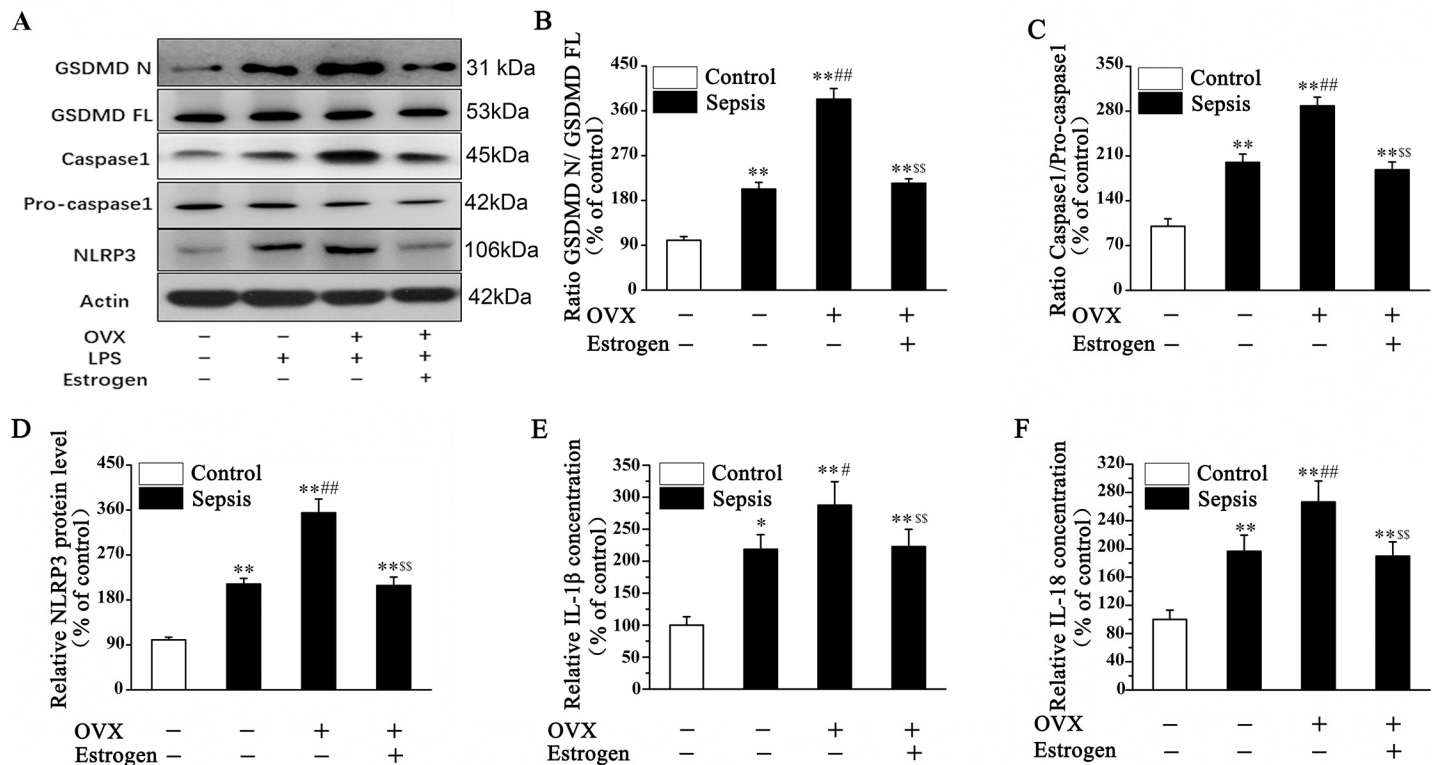 A
GSDMD N 31 kDa
GSDMD FL 53kDa
Caspase1 45kDa
Pro-caspase1 42kDa
NLRP3 106kDa
Actin 42kDa
OVX − − + +
LPS − + + +
Estrogen − − − +
B
Ratio GSDMD N/ GSDMD FL
(% of control)
450
360
270
180
90
0
Control
Sepsis
**
**##
**$$
OVX − − + +
Estrogen − − − +
C
Ratio Caspase1/Pro-caspase1
(% of control)
350
280
210
140
70
0
Control
Sepsis
**
**##
**$$
OVX − − + +
Estrogen − − − +
D
Relative NLRP3 protein level
(% of control)
450
360
270
180
90
0
Control
Sepsis
**
**##
**$$
OVX − − + +
Estrogen − − − +
E
Relative IL-1β concentration
(% of control)
350
300
250
200
150
100
50
0
Control
Sepsis
*
**#
**$$
OVX − − + +
Estrogen − − − +
F
Relative IL-18 concentration
(% of control)
320
280
240
200
160
120
80
40
0
Control
Sepsis
**
**##
**$$
OVX − − + +
Estrogen − − − +